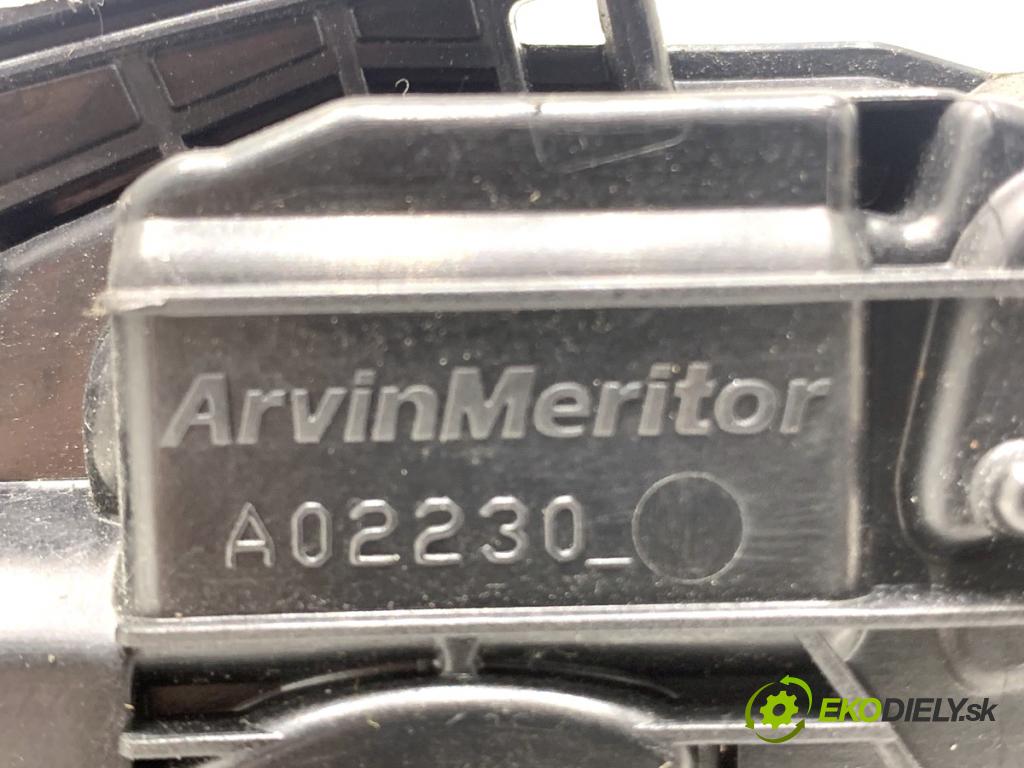 ArvinMeritor
A02230_
EKODIELY.sk